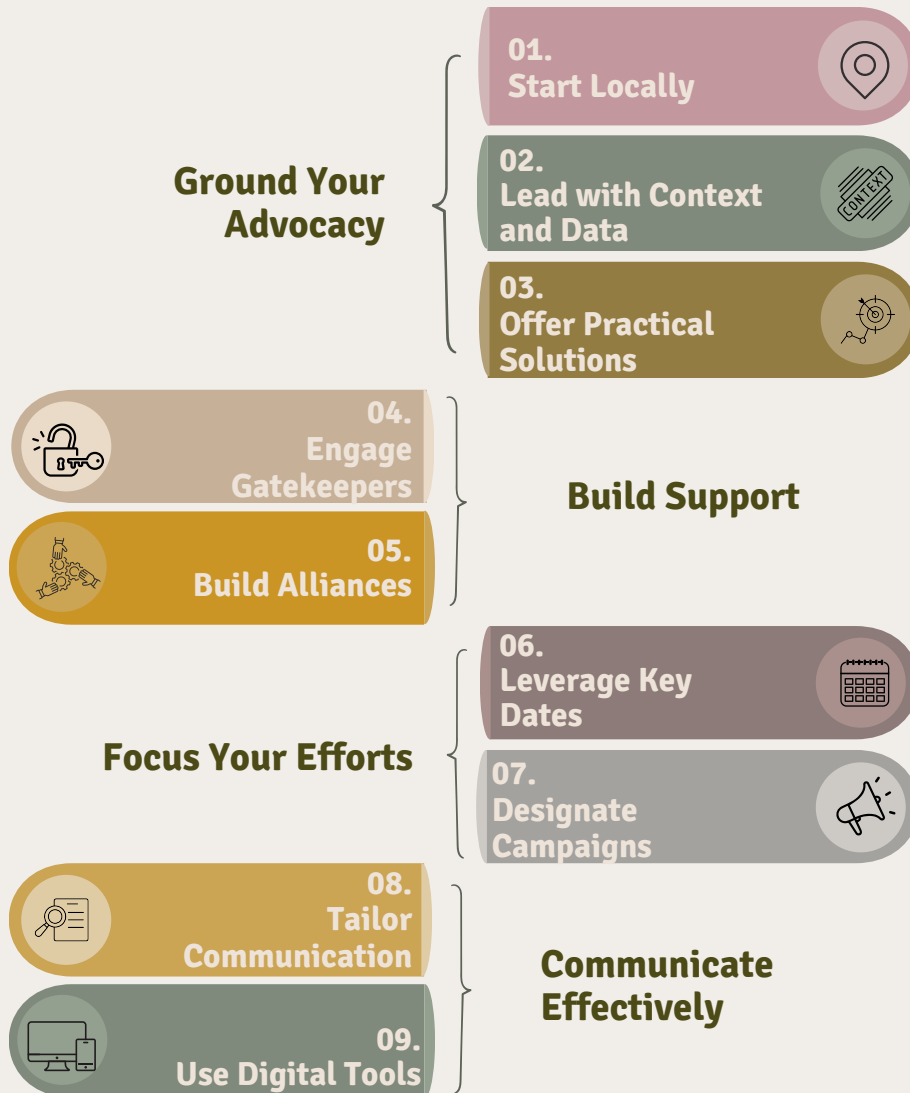 Ground Your
Advocacy
01.
Start Locally
02.
Lead with Context
and Data
CONTEXT
03.
Offer Practical
Solutions
04.
Engage
Gatekeepers
05.
Build Alliances
Build Support
Focus Your Efforts
06.
Leverage Key
Dates
07.
Designate
Campaigns
08.
Tailor
Communication
09.
Use Digital Tools
Communicate
Effectively